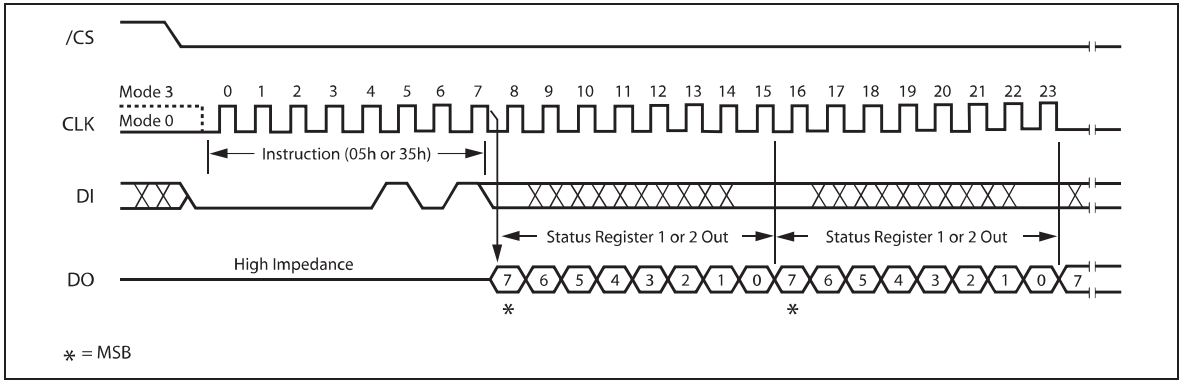 /CS
Mode 3
0 1 2 3 4 5 6 7 8 9 10 11 12 13 14 15 16 17 18 19 20 21 22 23
CLK
Mode 0
Instruction (05h or 35h)
DI
Status Register 1 or 2 Out Status Register 1 or 2 Out
High Impedance
DO
7 6 5 4 3 2 1 0 7 6 5 4 3 2 1 0 7
* *
* = MSB